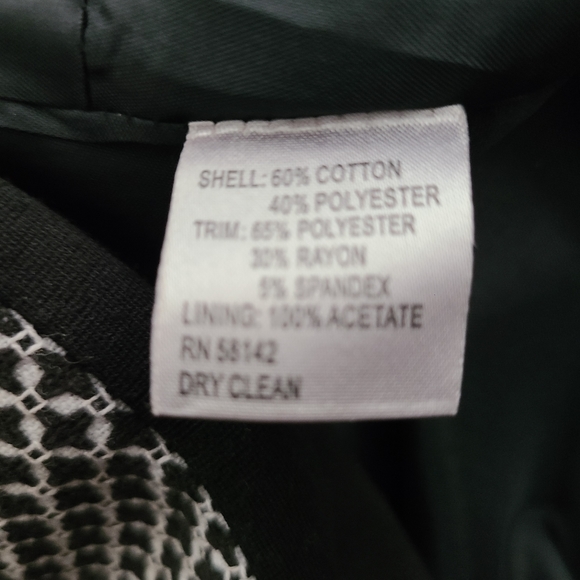 SHELL: 60% COTTON
40% POLYESTER
TRIM: 65% POLYESTER
30% RAYON
5% SPANDEX
LINING: 100% ACETATE
RN 58142
DRY CLEAN